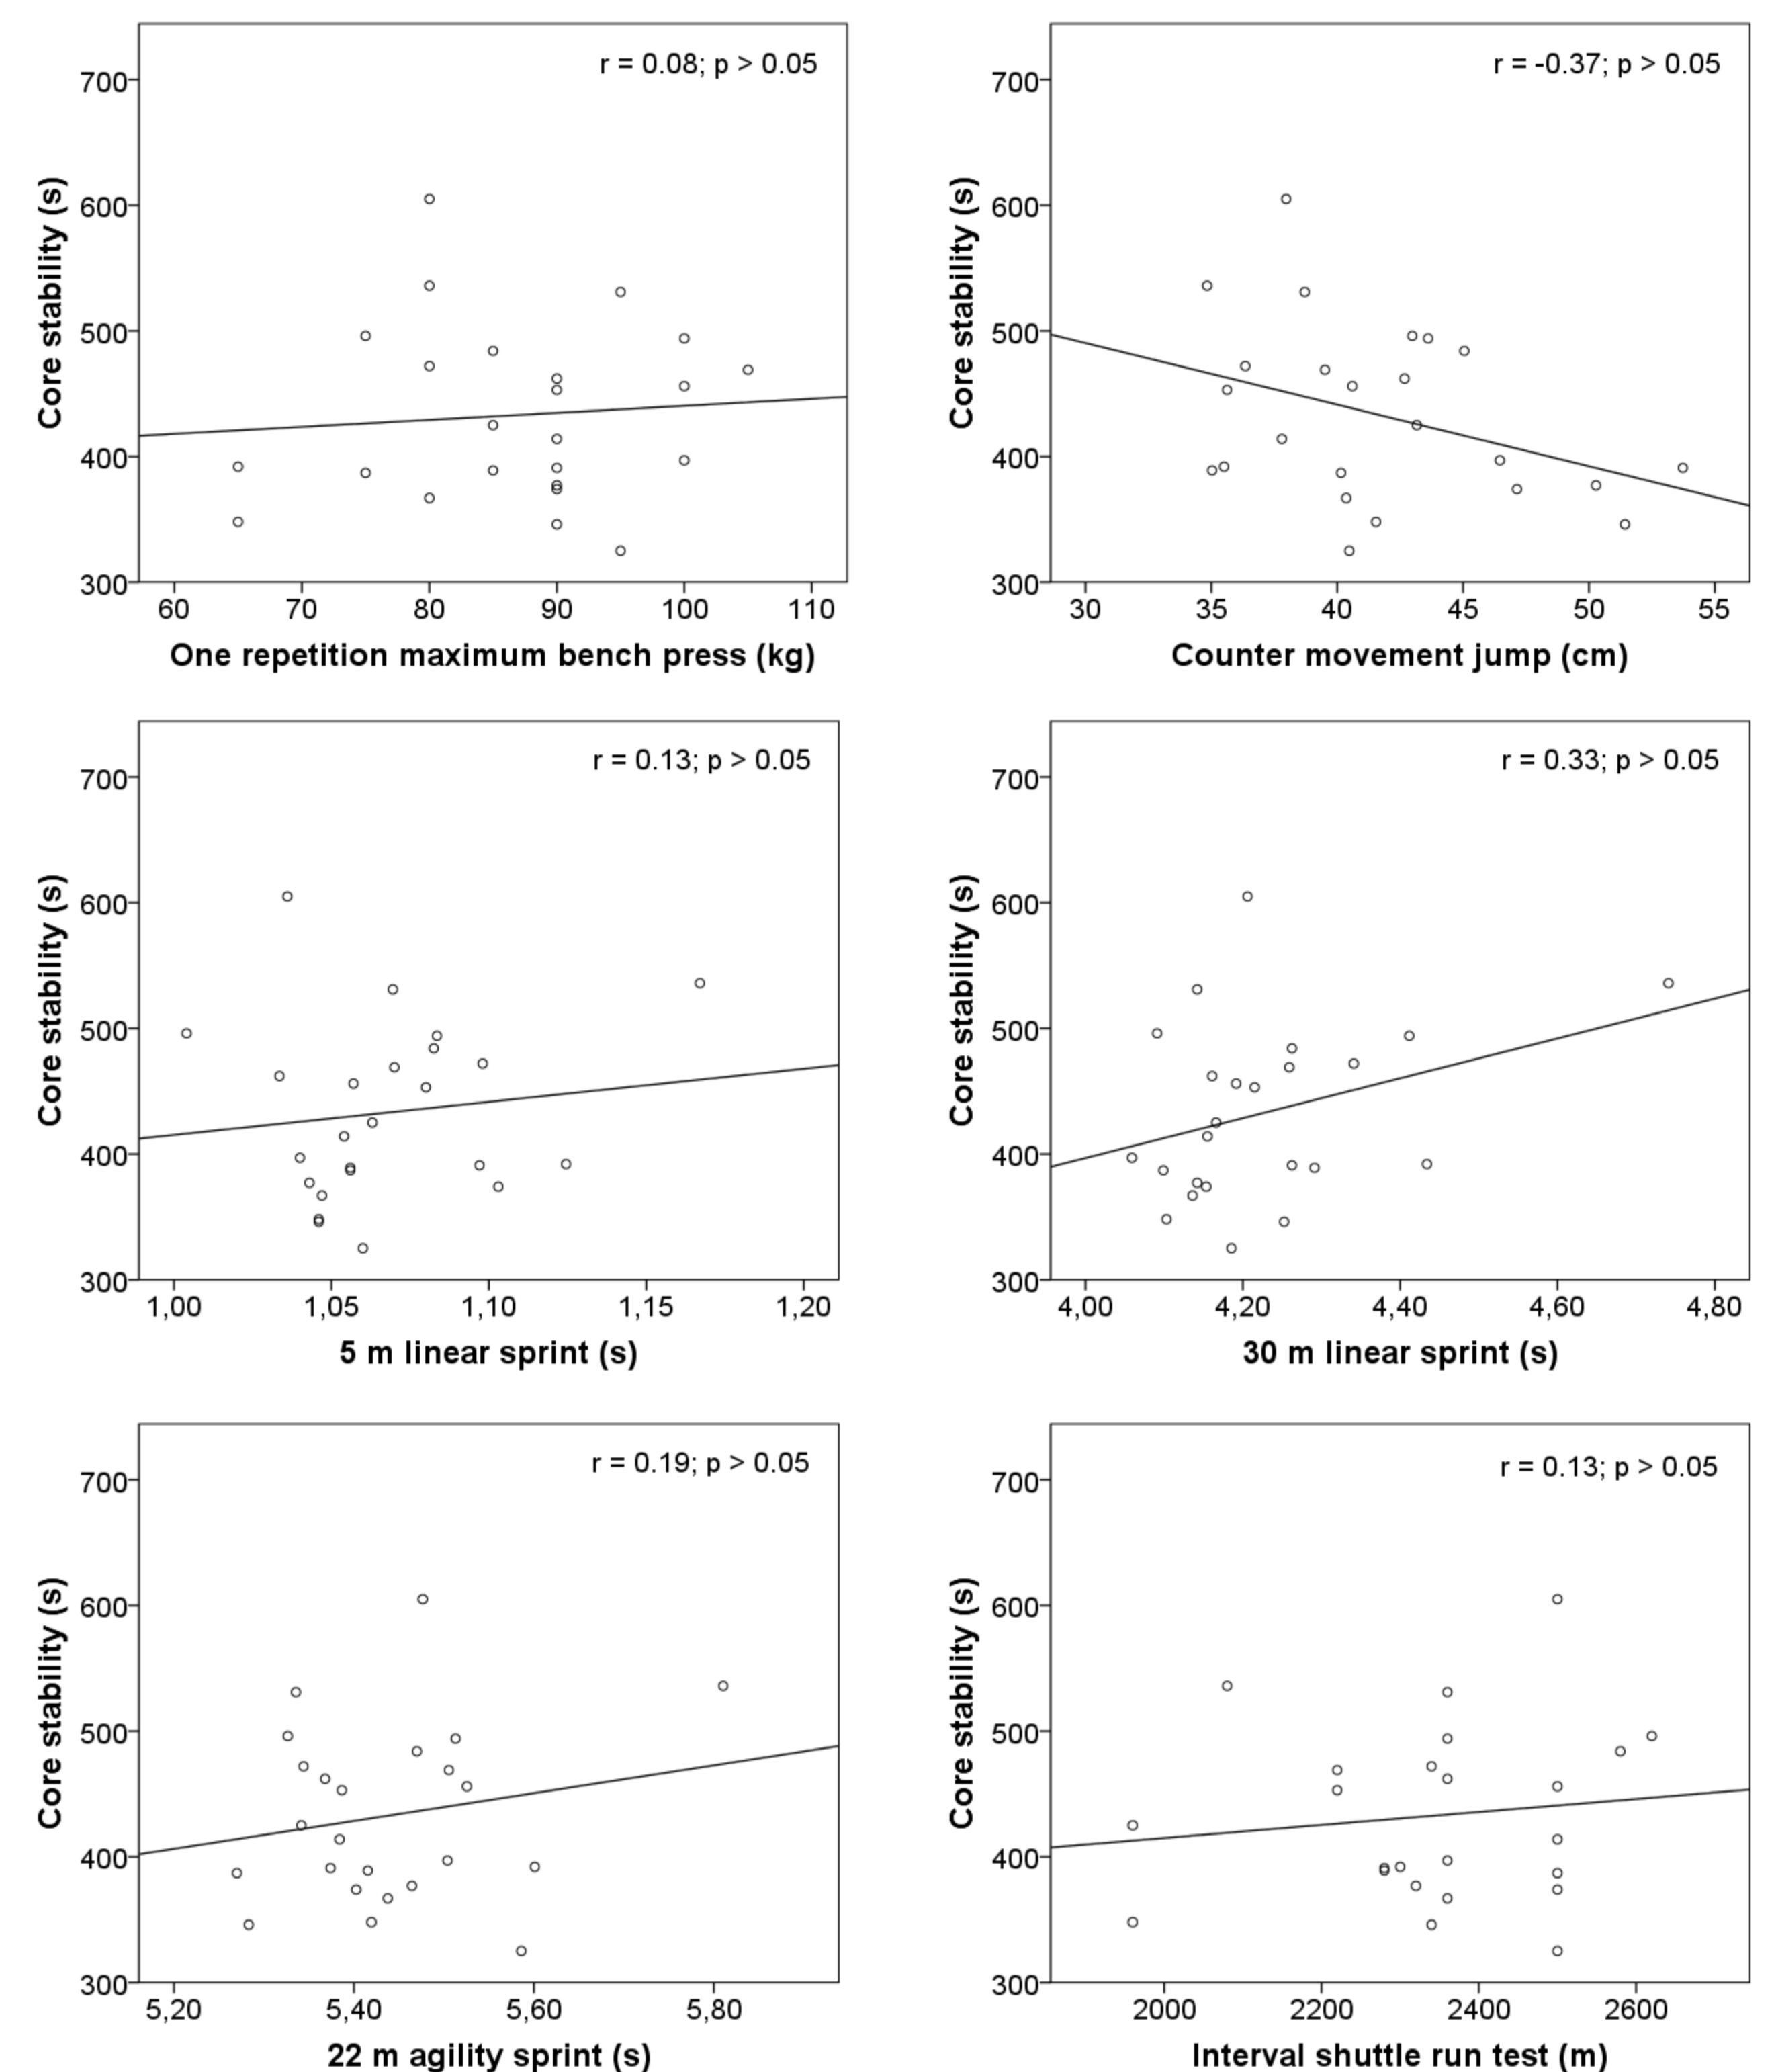 r = 0.08; p > 0.05
700
600
500
400
300
Core stability (s)
60 70 80 90 100 110
One repetition maximum bench press (kg)
r = -0.37; p > 0.05
700
600
500
400
300
Core stability (s)
30 35 40 45 50 55
Counter movement jump (cm)
r = 0.13; p > 0.05
700
600
500
400
300
Core stability (s)
1,00 1,05 1,10 1,15 1,20
5 m linear sprint (s)
r = 0.33; p > 0.05
700
600
500
400
300
Core stability (s)
4,00 4,20 4,40 4,60 4,80
30 m linear sprint (s)
r = 0.19; p > 0.05
700
600
500
400
300
Core stability (s)
5,20 5,40 5,60 5,80
22 m agility sprint (s)
r = 0.13; p > 0.05
700
600
500
400
300
Core stability (s)
2000 2200 2400 2600
Interval shuttle run test (m)